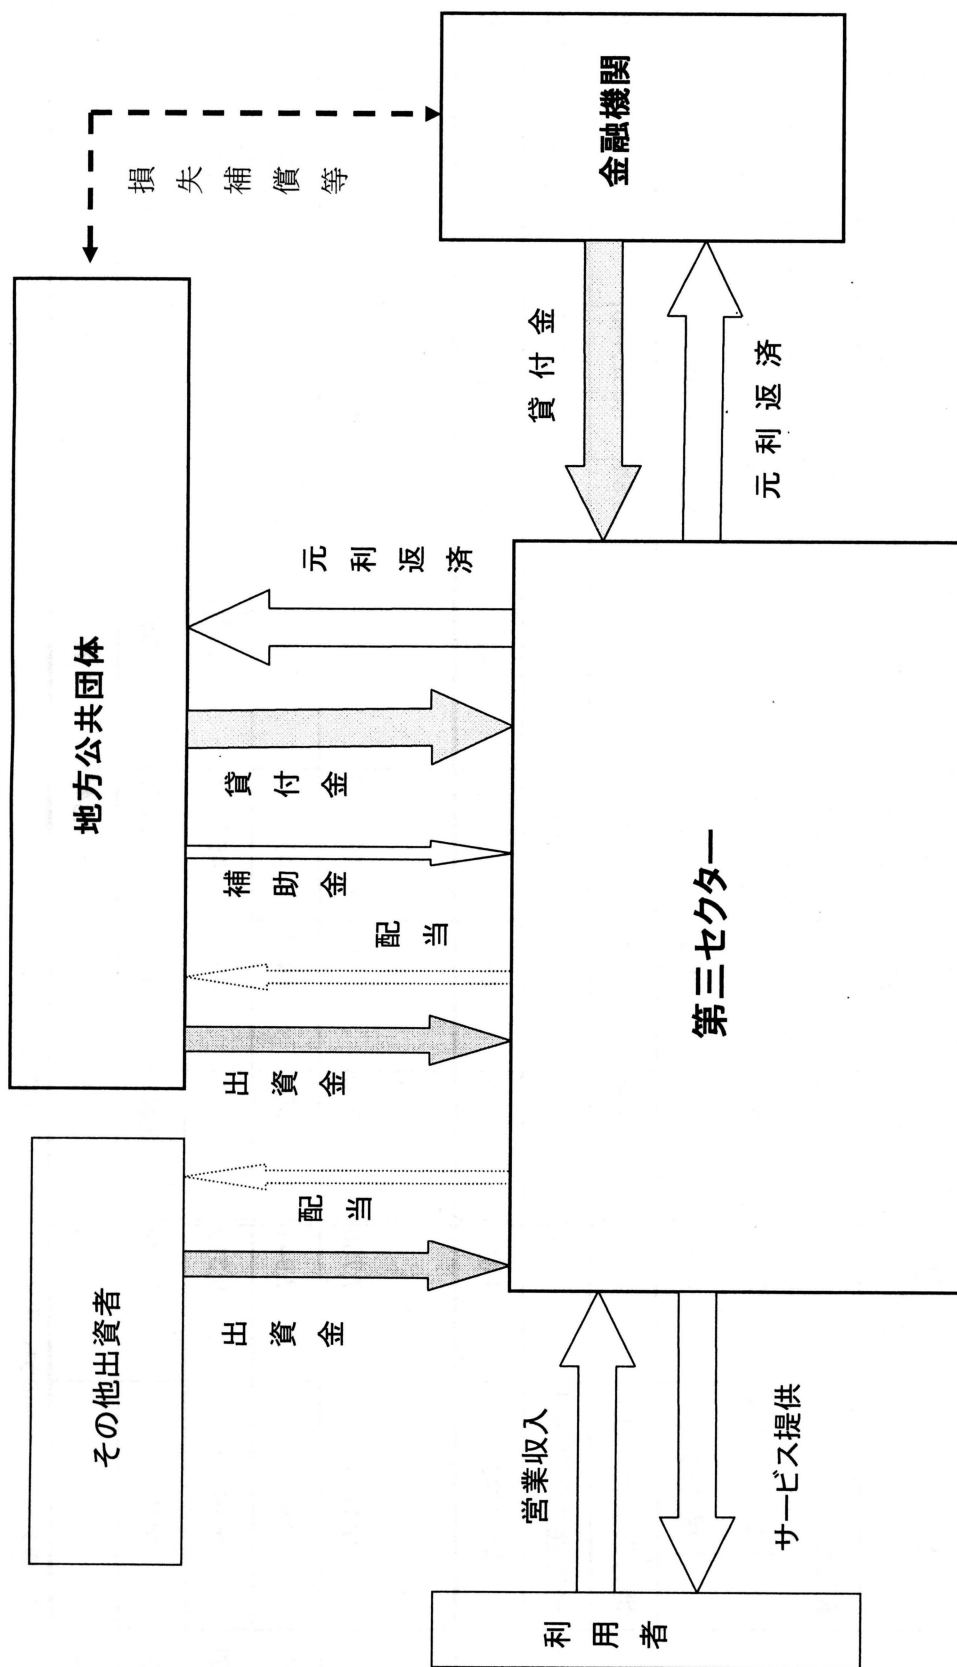 その他出資者
地方公共団体
損失補償等
出資金
配当
出資金
配当
補助金
貸付金
元利返済
利用者
営業収入
サービス提供
第三セクター
貸付金
元利返済
金融機関